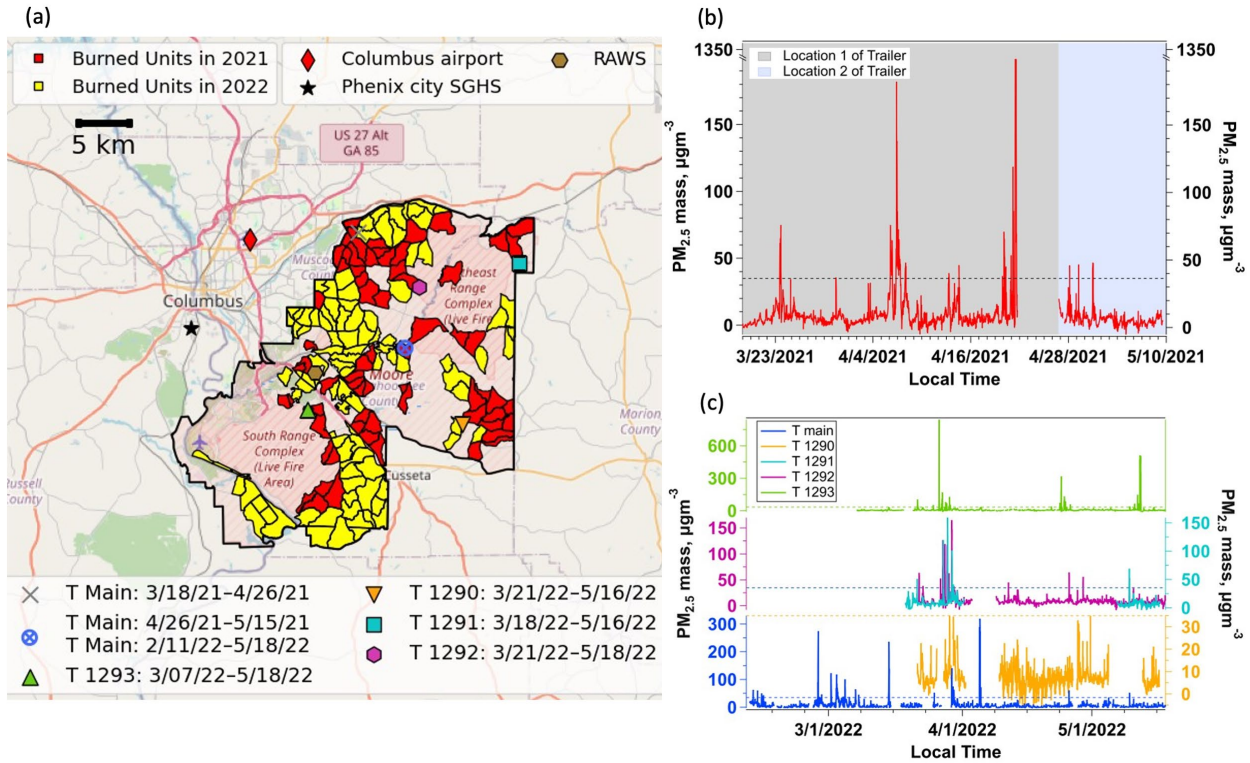 (a)
Burned Units in 2021
Burned Units in 2022
Columbus airport
Phenix city SGHS
RAWS
5 km
US 27 Alt
GA 85
Columbus
County
Range
Complex
(Live Fire
Moore
County
South Range
Complex
(Live Fire
Area)
Russell
County
Marion
County
T Main: 3/18/21–4/26/21
T Main: 4/26/21–5/15/21
T Main: 2/11/22–5/18/22
T 1293: 3/07/22–5/18/22
T 1290: 3/21/22–5/16/22
T 1291: 3/18/22–5/16/22
T 1292: 3/21/22–5/18/22
(b)
Location 1 of Trailer
Location 2 of Trailer
PM2.5 mass, µgm-3
1350
150
100
50
0
1350
150
100
50
0
PM2.5 mass, µgm-3
3/23/2021 4/4/2021 4/16/2021 4/28/2021 5/10/2021
Local Time
(c)
T main
T 1290
T 1291
T 1292
T 1293
PM2.5 mass, µgm-3
600
300
0
150
100
50
0
300
200
100
0
150
100
50
0
30
20
10
0
PM2.5 mass, µgm-3
3/1/2022 4/1/2022 5/1/2022
Local Time